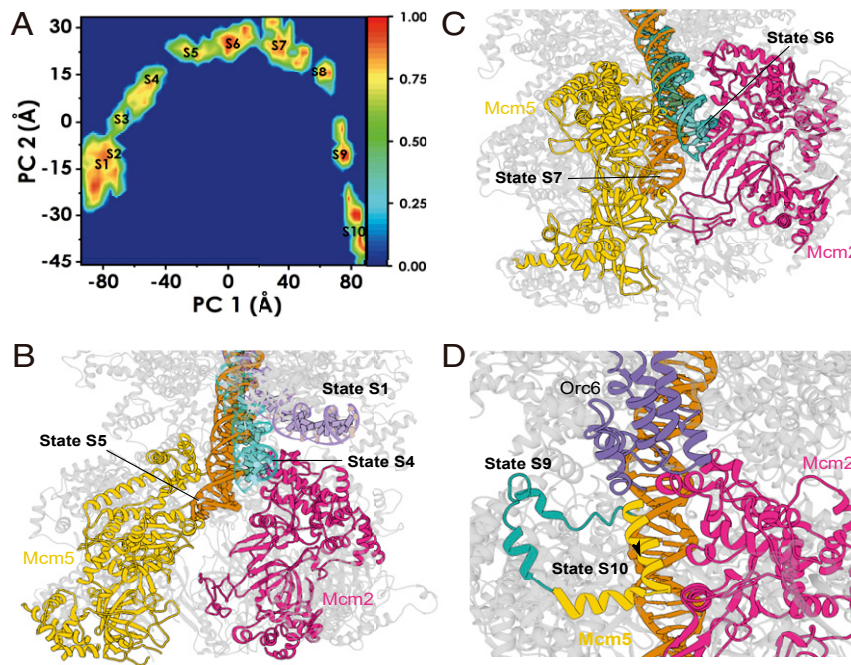 A
PC 2 (Å)
30
15
0
-15
-30
-45
-80
-40
0
40
80
PC 1 (Å)
S1
S2
S3
S4
S5
S6
S7
S8
S9
S10
1.00
0.75
0.50
0.25
0.00
C
State S6
Mcm5
State S7
Mcm2
B
State S1
State S5
State S4
Mcm5
Mcm2
D
Orc6
Mcm2
State S9
State S10
Mcm5